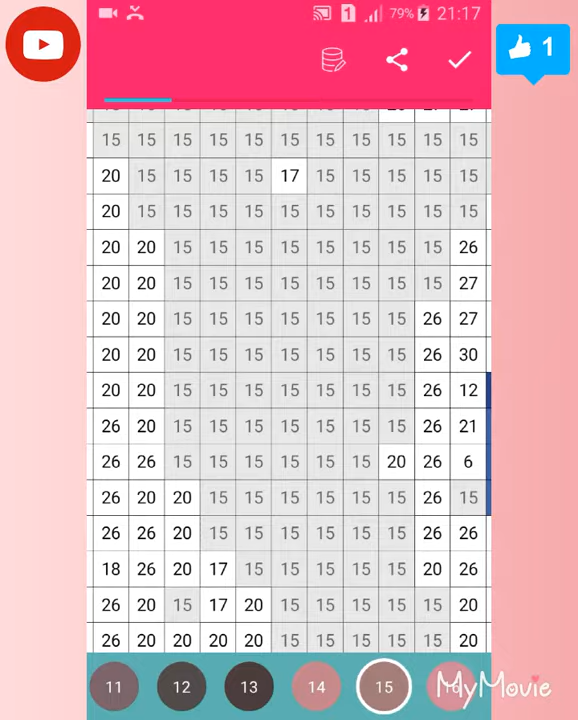 1 79% 21:17
1
15 15 15 15 15 15 15 15 15 15 15
20 15 15 15 15 17 15 15 15 15 15
20 15 15 15 15 15 15 15 15 15 15
20 20 15 15 15 15 15 15 15 15 26
20 20 15 15 15 15 15 15 15 15 27
20 20 15 15 15 15 15 15 15 26 27
20 20 15 15 15 15 15 15 15 26 30
20 20 15 15 15 15 15 15 15 26 12
26 20 15 15 15 15 15 15 15 26 21
26 26 15 15 15 15 15 15 20 26 6
26 20 20 15 15 15 15 15 15 26 15
26 26 20 15 15 15 15 15 15 26 26
18 26 20 17 15 15 15 15 15 20 26
26 20 15 17 20 15 15 15 15 15 20
26 20 20 20 20 15 15 15 15 15 20
11 12 13 14 15 16
MyMovie